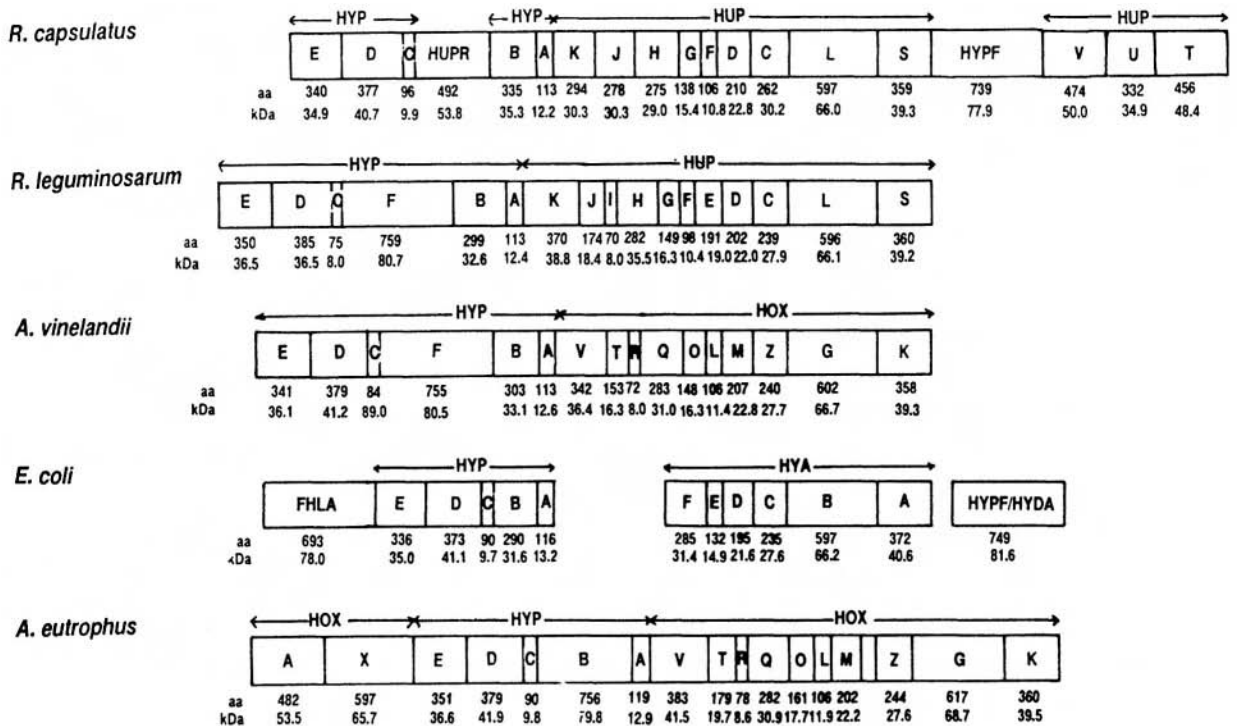 HYP HYP HUP HUP
R. capsulatus
E D C HUPR B A K J H G F D C L S HYPF V U T
aa 340 377 96 492 335 113 294 278 275 138 106 210 262 597 359 739 474 332 456
kDa 34.9 40.7 9.9 53.8 35.3 12.2 30.3 30.3 29.0 15.4 10.8 22.8 30.2 66.0 39.3 77.9 50.0 34.9 48.4
HYP HUP
R. leguminosarum
E D C F B A K J I H G F E D C L S
aa 350 385 75 759 299 113 370 174 70 282 149 98 191 202 239 596 360
kDa 36.5 36.5 8.0 80.7 32.6 12.4 38.8 18.4 8.0 35.5 16.3 10.4 19.0 22.0 27.9 66.1 39.2
HYP HOX
A. vinelandii
E D C F B A V T R Q O L M Z G K
aa 341 379 84 755 303 113 342 153 72 283 148 106 207 240 602 358
kDa 36.1 41.2 89.0 80.5 33.1 12.6 36.4 16.3 8.0 31.0 16.3 11.4 22.8 27.7 66.7 39.3
E. coli
HYP HYA
FHLA E D C B A F E D C B A HYPF/HYDA
aa 693 336 373 90 290 116 285 132 195 235 597 372 749
kDa 78.0 35.0 41.1 9.7 31.6 13.2 31.4 14.9 21.6 27.6 66.2 40.6 81.6
A. eutrophus
HOX HYP HOX
A X E D C B A V T R Q O L M Z G K
aa 482 597 351 379 90 756 119 383 179 78 282 161 106 202 244 617 360
kDa 53.5 65.7 36.6 41.9 9.8 79.8 12.9 41.5 19.7 8.6 30.9 17.7 11.9 22.2 27.6 68.7 39.5